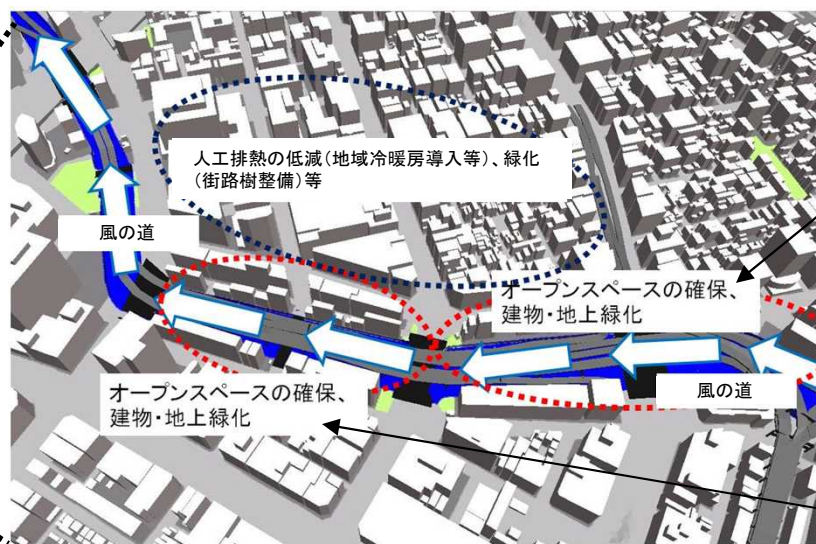 人工排熱の低減(地域冷暖房導入等)、緑化
(街路樹整備)等
風の道
オープンスペースの確保、
建物・地上緑化
オープンスペースの確保、
建物・地上緑化
風の道